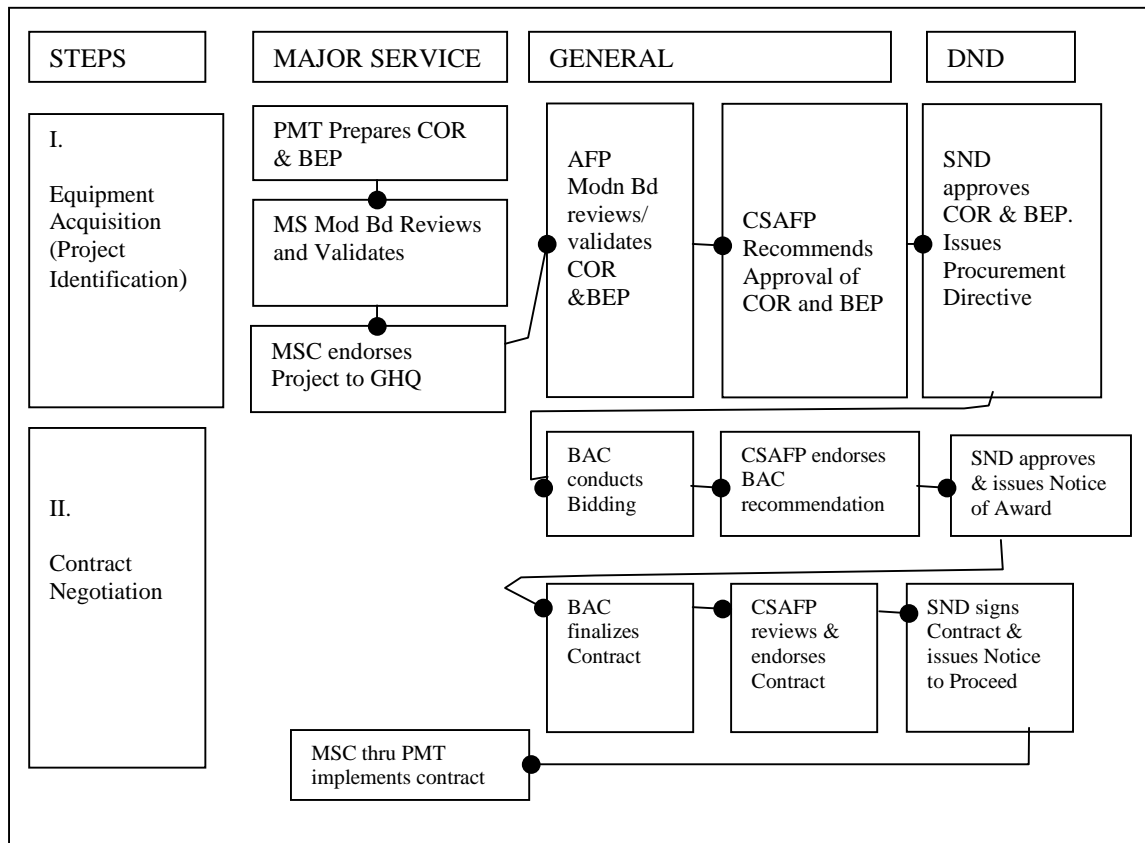 STEPS
MAJOR SERVICE
GENERAL
DND
I.
Equipment
Acquisition
(Project
Identification)
PMT Prepares COR
& BEP
MS Mod Bd Reviews
and Validates
MSC endorses
Project to GHQ
AFP
Modn Bd
reviews/
validates
COR
&BEP
CSAFP
Recommends
Approval of
COR and BEP
SND
approves
COR & BEP.
Issues
Procurement
Directive
II.
Contract
Negotiation
BAC
conducts
Bidding
CSAFP endorses
BAC
recommendation
SND approves
& issues Notice
of Award
BAC
finalizes
Contract
CSAFP
reviews &
endorses
Contract
SND signs
Contract &
issues Notice
to Proceed
MSC thru PMT
implements contract